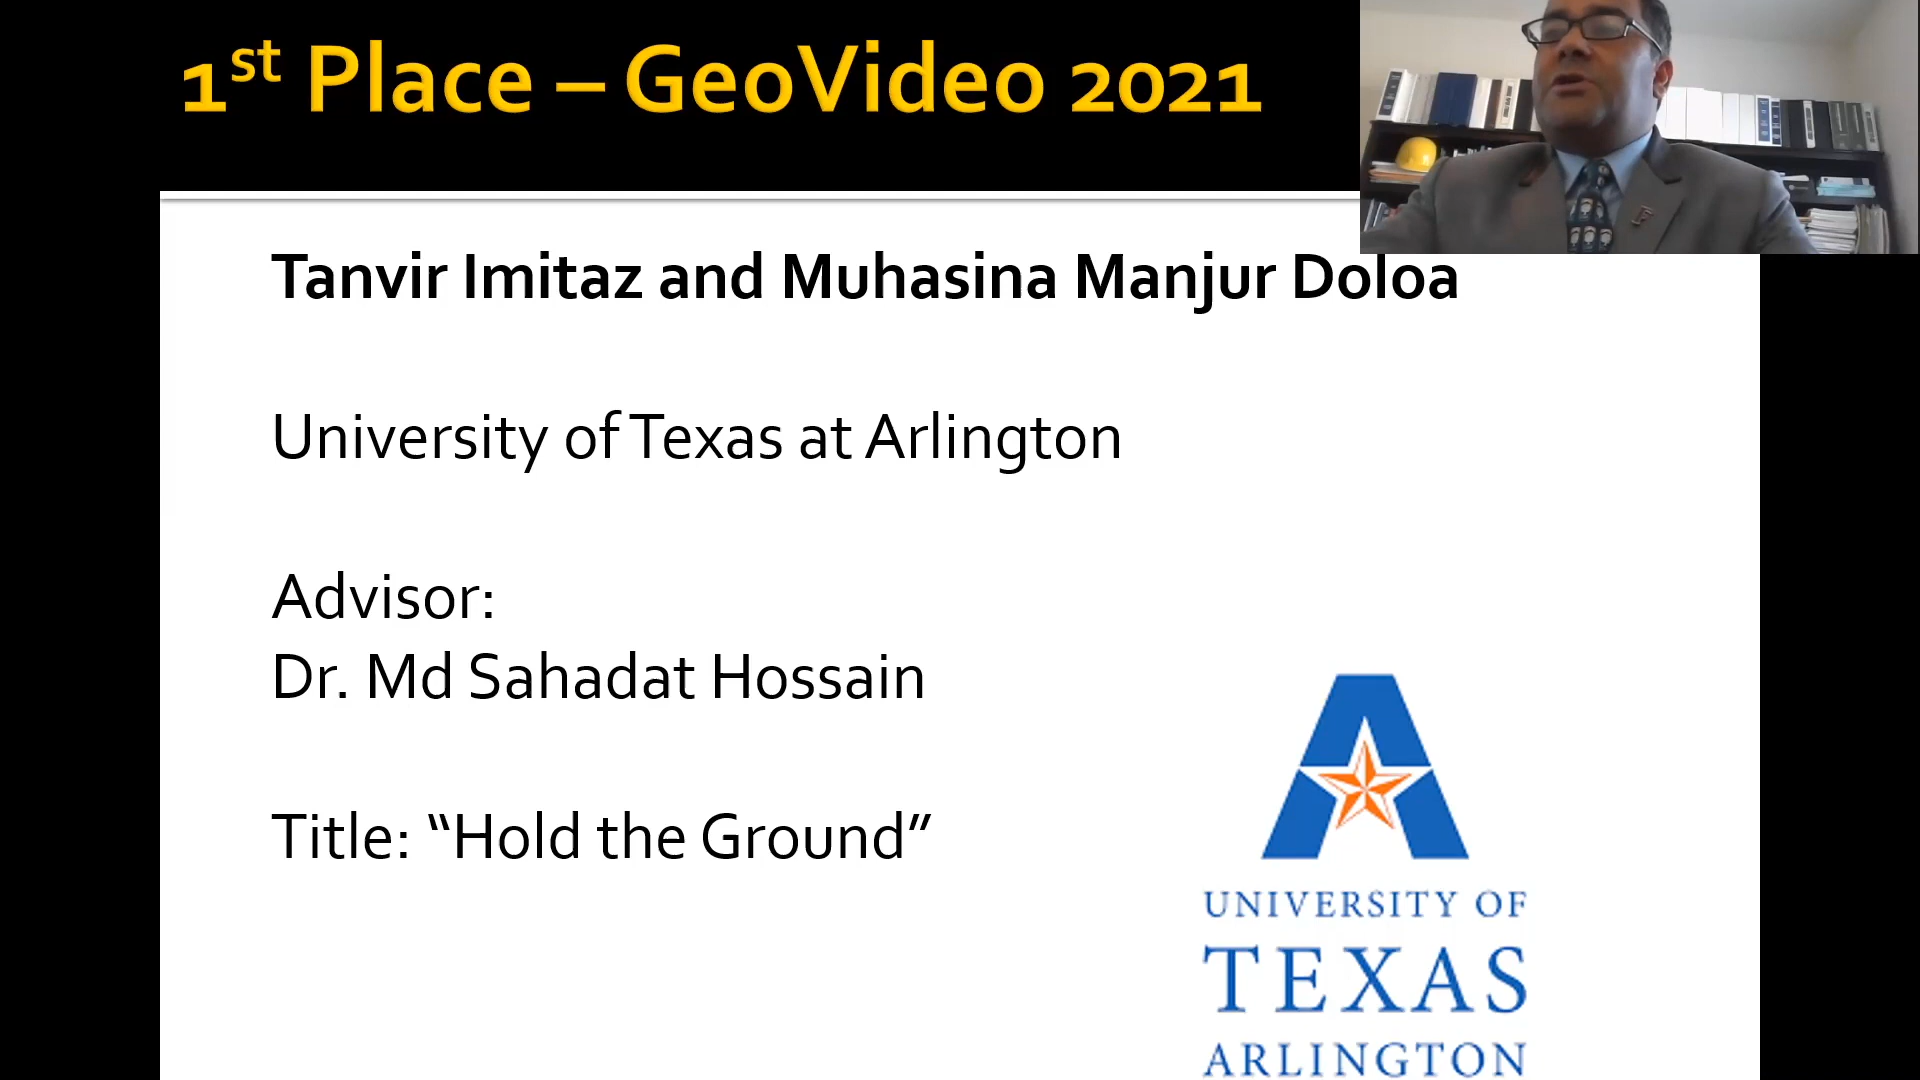 1st Place – GeoVideo 2021
Tanvir Imitaz and Muhasina Manjur Doloa
University of Texas at Arlington
Advisor:
Dr. Md Sahadat Hossain
Title: “Hold the Ground”
UNIVERSITY OF
TEXAS
ARLINGTON